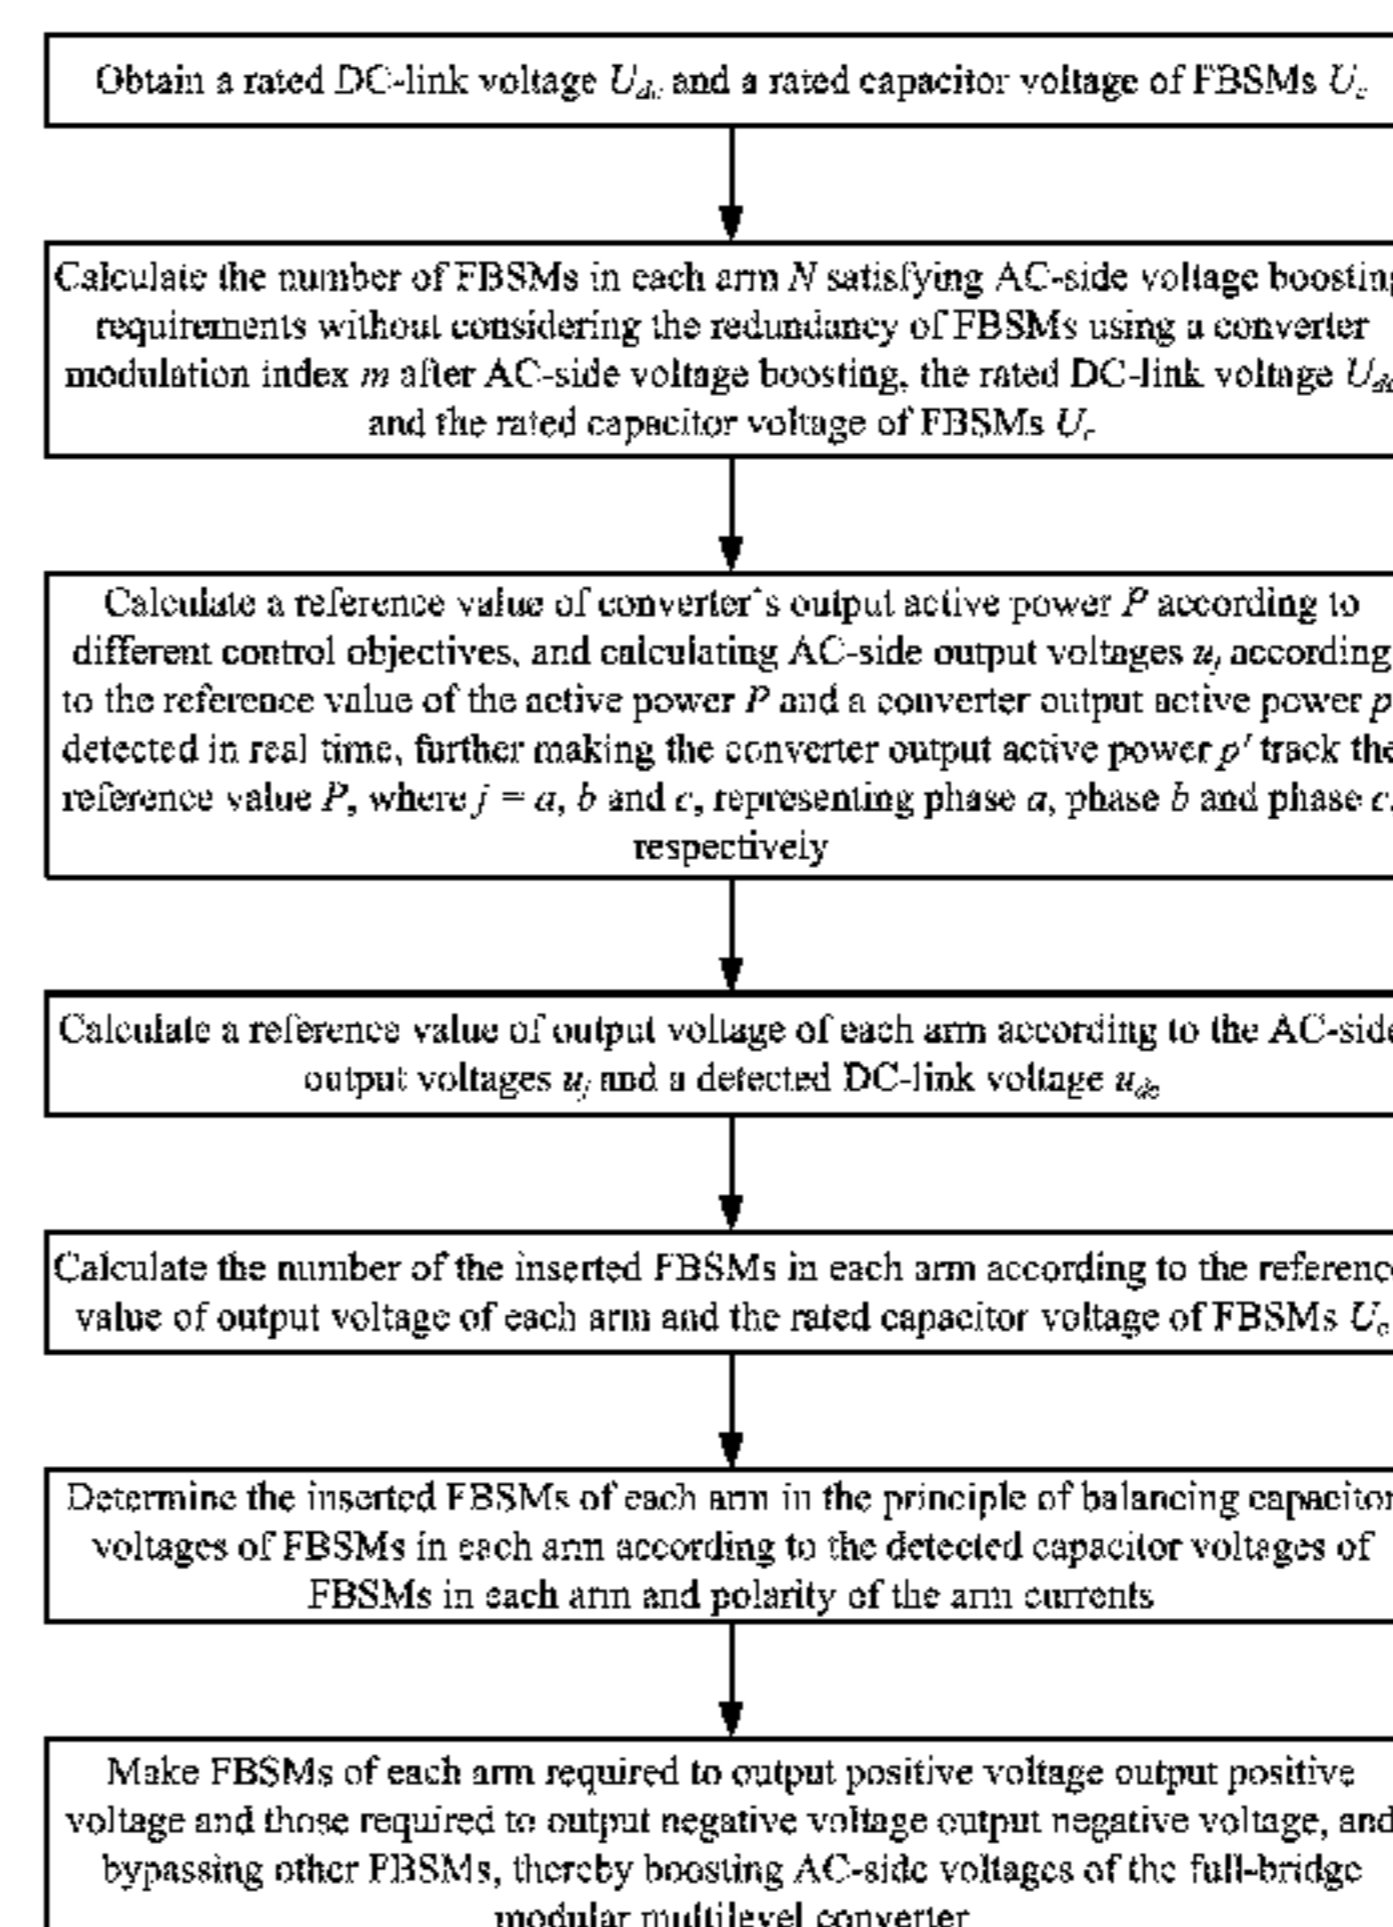 Obtain a rated DC-link voltage Udc and a rated capacitor voltage of FBSMs Uc
Calculate the number of FBSMs in each arm N satisfying AC-side voltage boosting
requirements without considering the redundancy of FBSMs using a converter
modulation index m after AC-side voltage boosting, the rated DC-link voltage Udc
and the rated capacitor voltage of FBSMs Uc
Calculate a reference value of converter's output active power P according to
different control objectives, and calculating AC-side output voltages uj according
to the reference value of the active power P and a converter output active power p
detected in real time, further making the converter output active power p' track the
reference value P, where j = a, b and c, representing phase a, phase b and phase c,
respectively
Calculate a reference value of output voltage of each arm according to the AC-side
output voltages uj and a detected DC-link voltage udc
Calculate the number of the inserted FBSMs in each arm according to the reference
value of output voltage of each arm and the rated capacitor voltage of FBSMs Uc
Determine the inserted FBSMs of each arm in the principle of balancing capacitor
voltages of FBSMs in each arm according to the detected capacitor voltages of
FBSMs in each arm and polarity of the arm currents
Make FBSMs of each arm required to output positive voltage output positive
voltage and those required to output negative voltage output negative voltage, and
bypassing other FBSMs, thereby boosting AC-side voltages of the full-bridge
modular multilevel converter